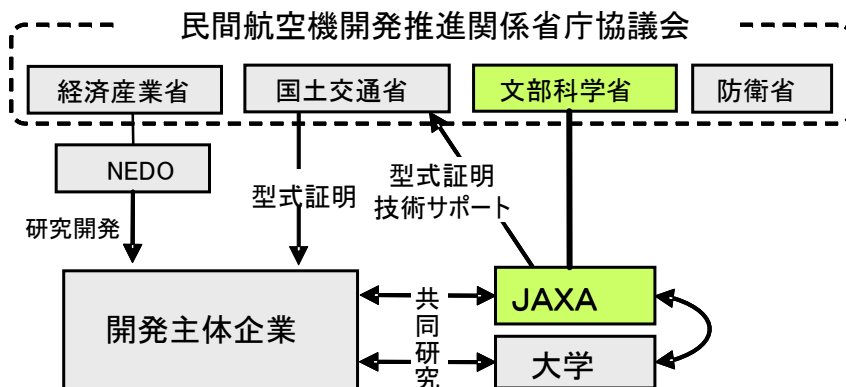 民間航空機開発推進関係省庁協議会
経済産業省
国土交通省
文部科学省
防衛省
NEDO
研究開発
型式証明
型式証明
技術サポート
開発主体企業
共同研究
JAXA
大学